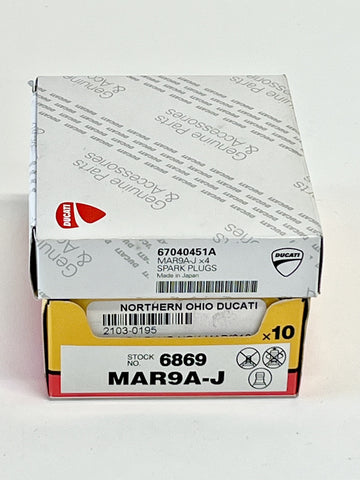 Genuine Parts
& Accessories
DUCATI
67040451A
MAR9A-J x4
SPARK PLUGS
Made in Japan
DUCATI
NORTHERN OHIO DUCATI
2103-0195
x10
STOCK NO. 6869
MAR9A-J